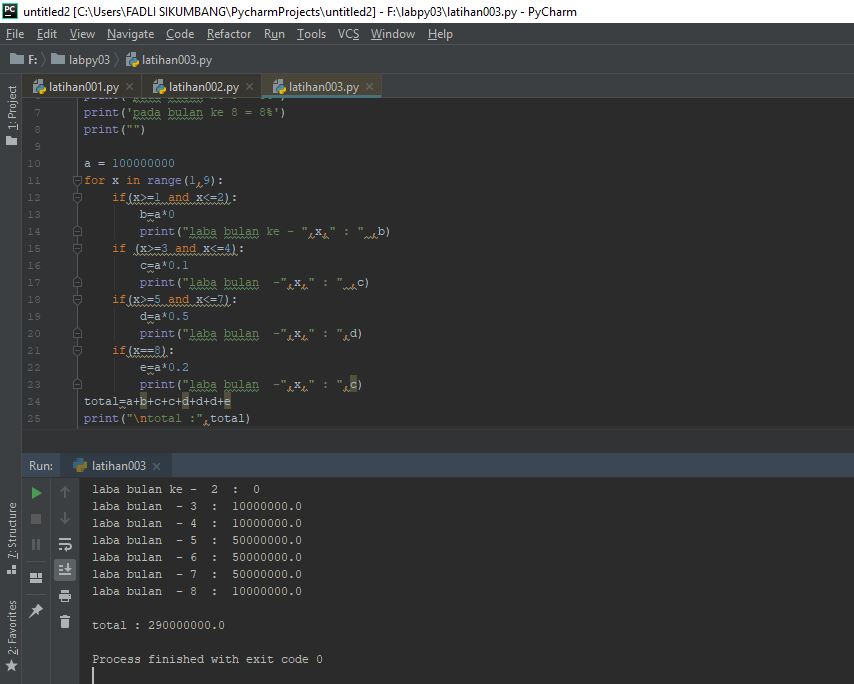 untitled2 [C:\Users\FADLI SIKUMBANG\PycharmProjects\untitled2] - F:\labpy03\latihan003.py - PyCharm
File Edit View Navigate Code Refactor Run Tools VCS Window Help
F: labpy03 latihan003.py
latihan001.py latihan002.py latihan003.py
1: Project
7 print('pada bulan ke 8 = 8%')
8 print("")
9
10 a = 100000000
11 for x in range(1,9):
12 if(x>=1 and x<=2):
13 b=a*0
14 print("laba bulan ke - ",x," : " ,b)
15 if (x>=3 and x<=4):
16 c=a*0.1
17 print("laba bulan  -",x," : " ,c)
18 if(x>=5 and x<=7):
19 d=a*0.5
20 print("laba bulan  -",x," : ",d)
21 if(x==8):
22 e=a*0.2
23 print("laba bulan  -",x," : ",c)
24 total=a+b+c+c+d+d+d+e
25 print("\ntotal :",total)
Run: latihan003
laba bulan ke -  2  :  0
laba bulan  - 3  :  10000000.0
laba bulan  - 4  :  10000000.0
laba bulan  - 5  :  50000000.0
laba bulan  - 6  :  50000000.0
laba bulan  - 7  :  50000000.0
laba bulan  - 8  :  10000000.0
total : 290000000.0
Process finished with exit code 0
7: Structure
2: Favorites